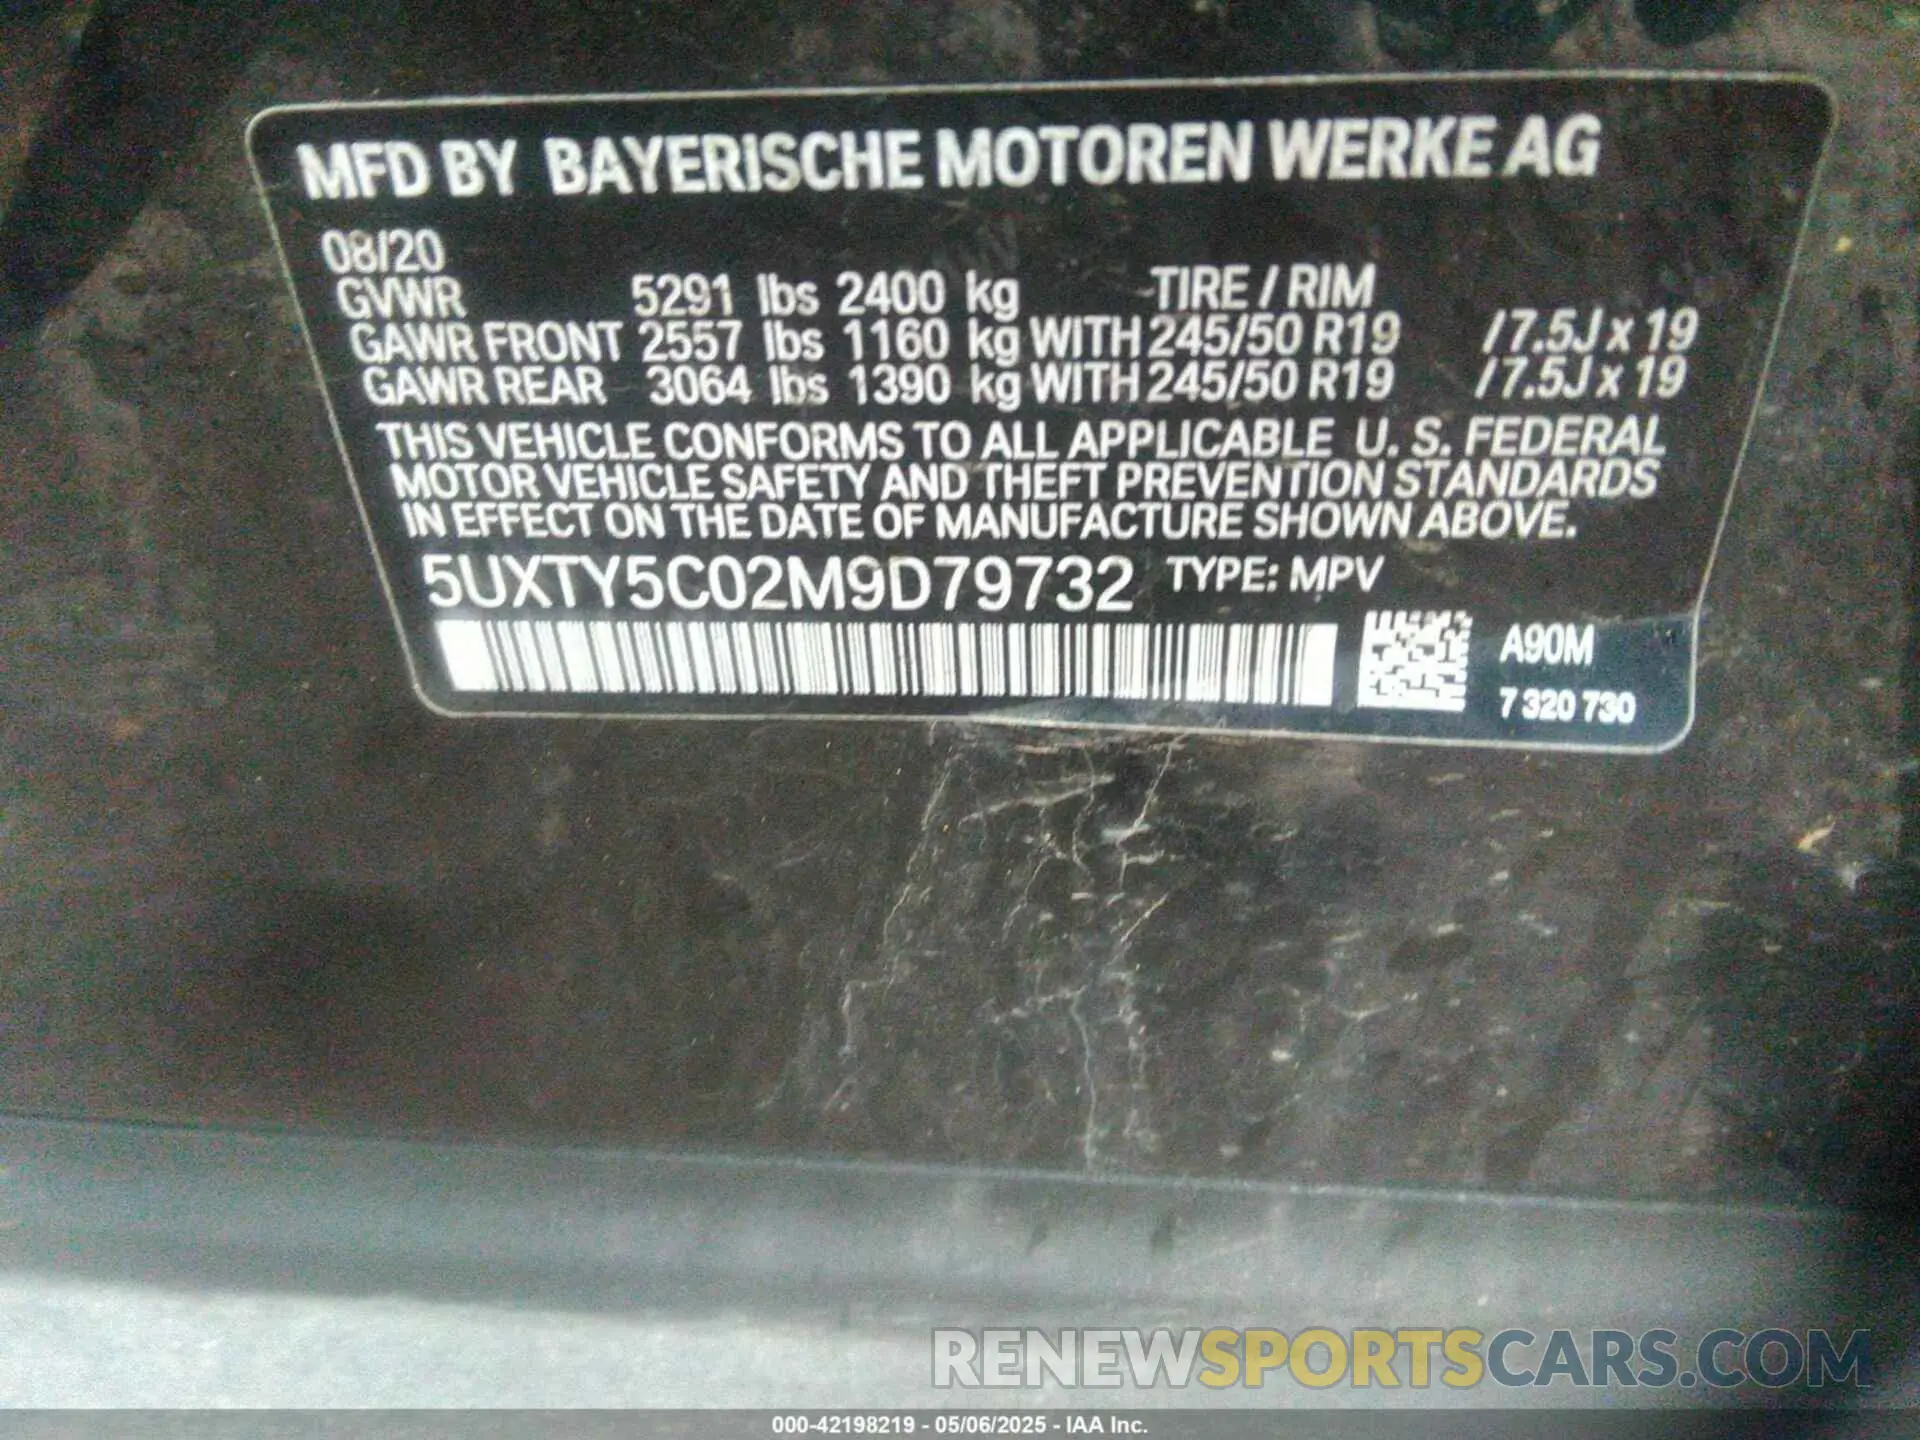 MFD BY BAYERISCHE MOTOREN WERKE AG
08/20
GVWR 5291 lbs 2400 kg TIRE / RIM
GAWR FRONT 2557 lbs 1160 kg WITH 245/50 R19 /7.5J x 19
GAWR REAR 3064 lbs 1390 kg WITH 245/50 R19 /7.5J x 19
THIS VEHICLE CONFORMS TO ALL APPLICABLE U. S. FEDERAL
MOTOR VEHICLE SAFETY AND THEFT PREVENTION STANDARDS
IN EFFECT ON THE DATE OF MANUFACTURE SHOWN ABOVE.
5UXTY5C02M9D79732 TYPE: MPV
A90M
7 320 730
RENEWSPORTSCARS.COM
000-42198219 - 05/06/2025 - IAA Inc.